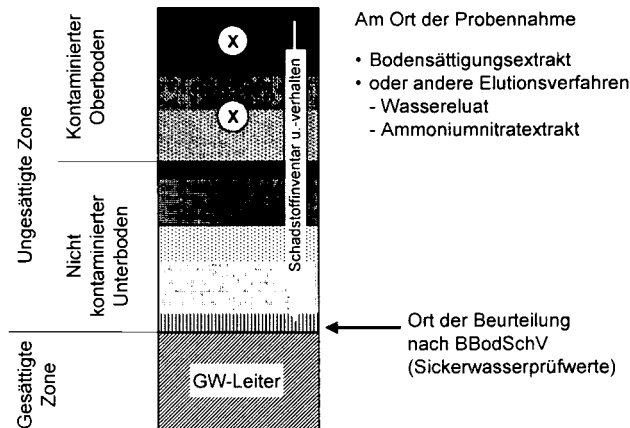 Ungesättigte Zone
Gesättigte
Zone
Kontaminierter
Oberboden
Nicht
kontaminierter
Unterboden
X
X
Schadstoffinventar u.-verhalten
GW-Leiter
Am Ort der Probennahme
• Bodensättigungsextrakt
• oder andere Elutionsverfahren
- Wassereluat
- Ammoniumnitratextrakt
Ort der Beurteilung
nach BBodSchV
(Sickerwasserprüfwerte)